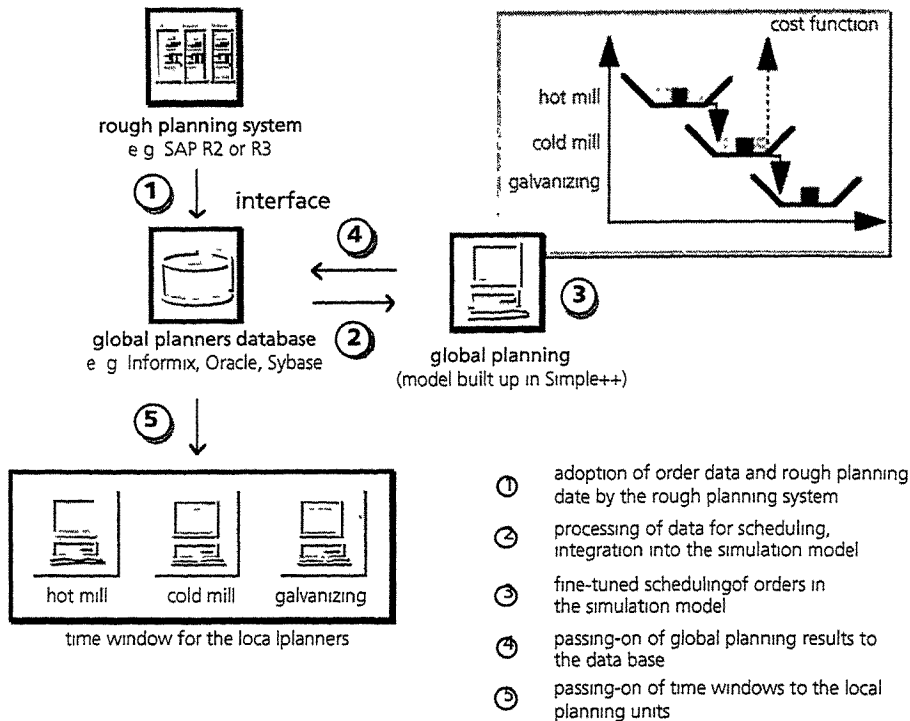 cost function
hot mill
cold mill
galvanizing
rough planning system
e g SAP R2 or R3
1
interface
4
3
2
global planners database
e g Informix, Oracle, Sybase
global planning
(model built up in Simple++)
5
hot mill cold mill galvanizing
time window for the loca lplanners
1 adoption of order data and rough planning
date by the rough planning system
2 processing of data for scheduling,
integration into the simulation model
3 fine-tuned schedulingof orders in
the simulation model
4 passing-on of global planning results to
the data base
5 passing-on of time windows to the local
planning units